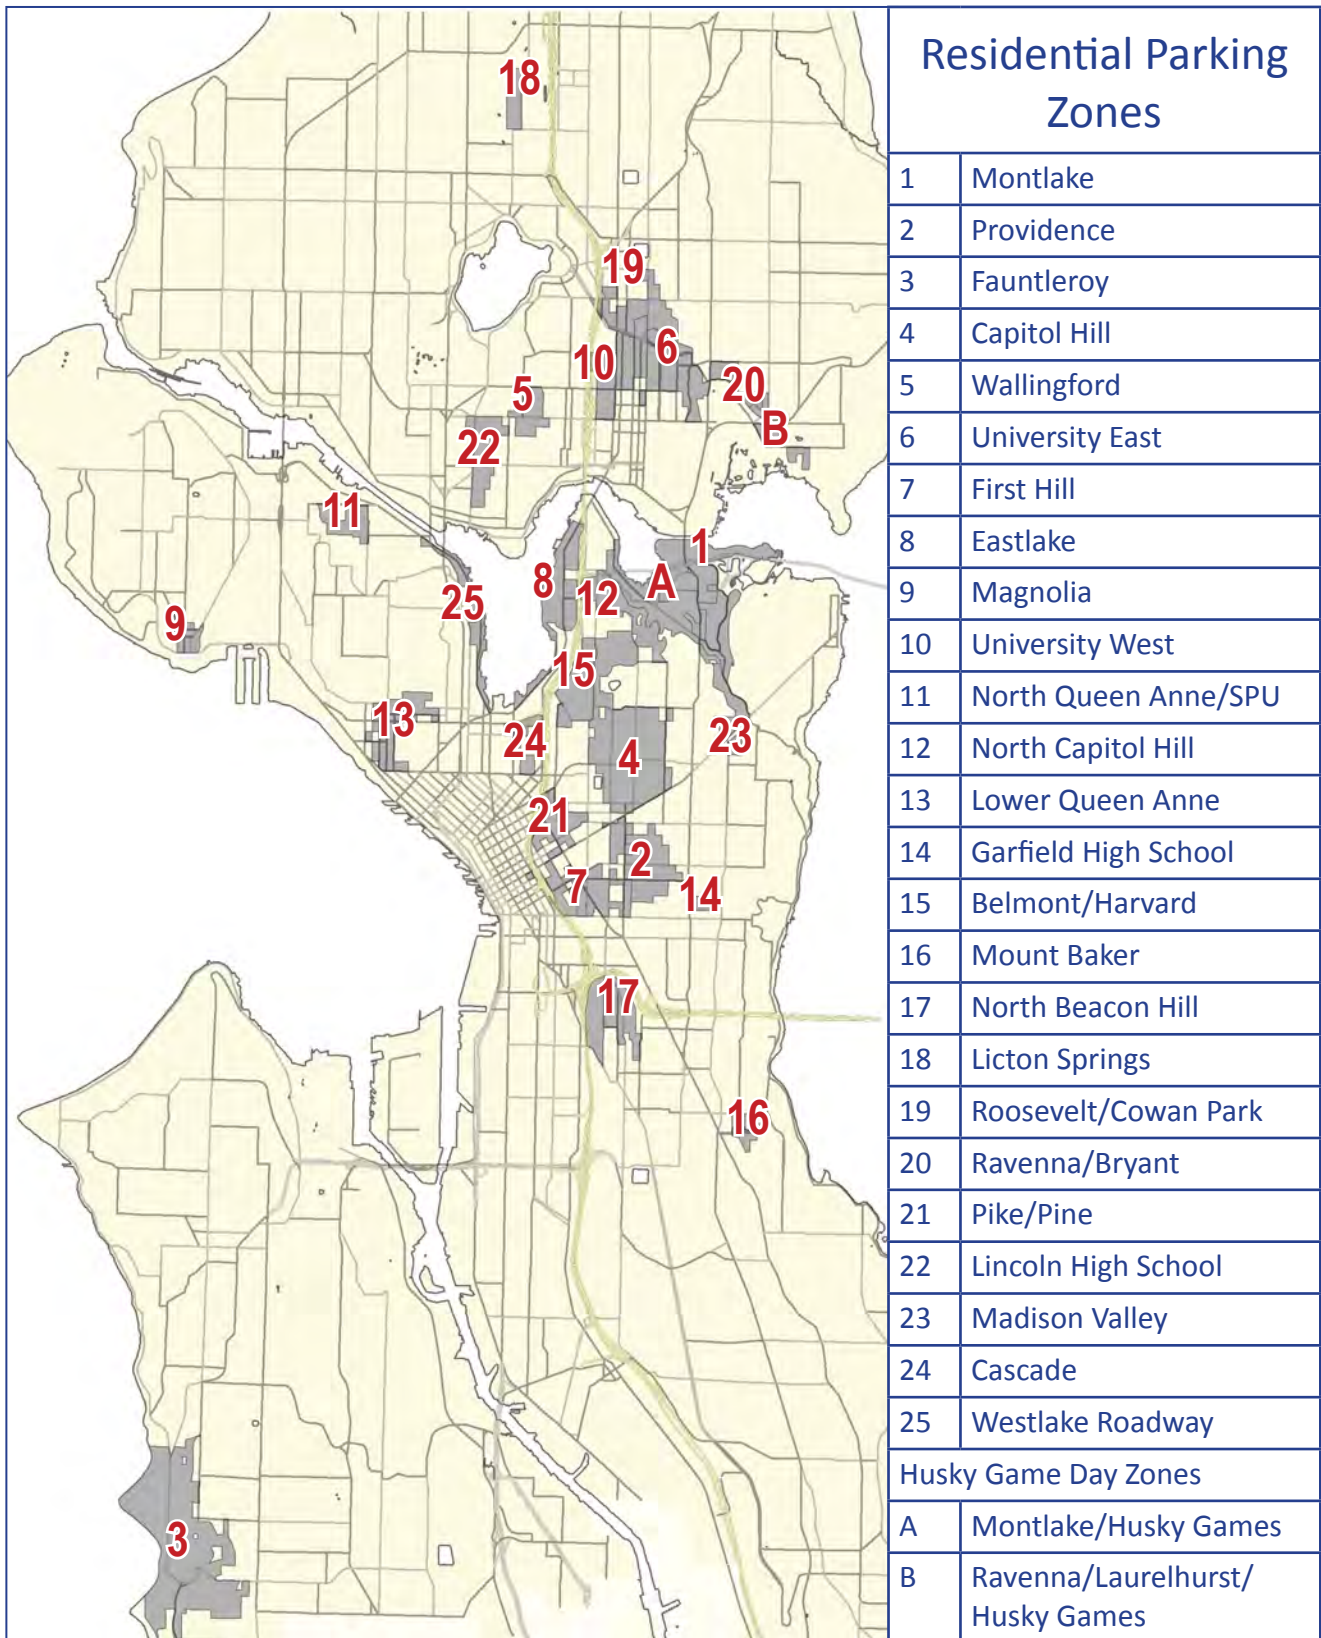 Residential Parking
Zones
1 Montlake
2 Providence
3 Fauntleroy
4 Capitol Hill
5 Wallingford
6 University East
7 First Hill
8 Eastlake
9 Magnolia
10 University West
11 North Queen Anne/SPU
12 North Capitol Hill
13 Lower Queen Anne
14 Garfield High School
15 Belmont/Harvard
16 Mount Baker
17 North Beacon Hill
18 Licton Springs
19 Roosevelt/Cowan Park
20 Ravenna/Bryant
21 Pike/Pine
22 Lincoln High School
23 Madison Valley
24 Cascade
25 Westlake Roadway
Husky Game Day Zones
A Montlake/Husky Games
B Ravenna/Laurelhurst/
Husky Games
18
19
6
10
20
5
B
22
11
1
8
A
12
25
9
15
13
23
24
4
21
2
7
14
17
16
3